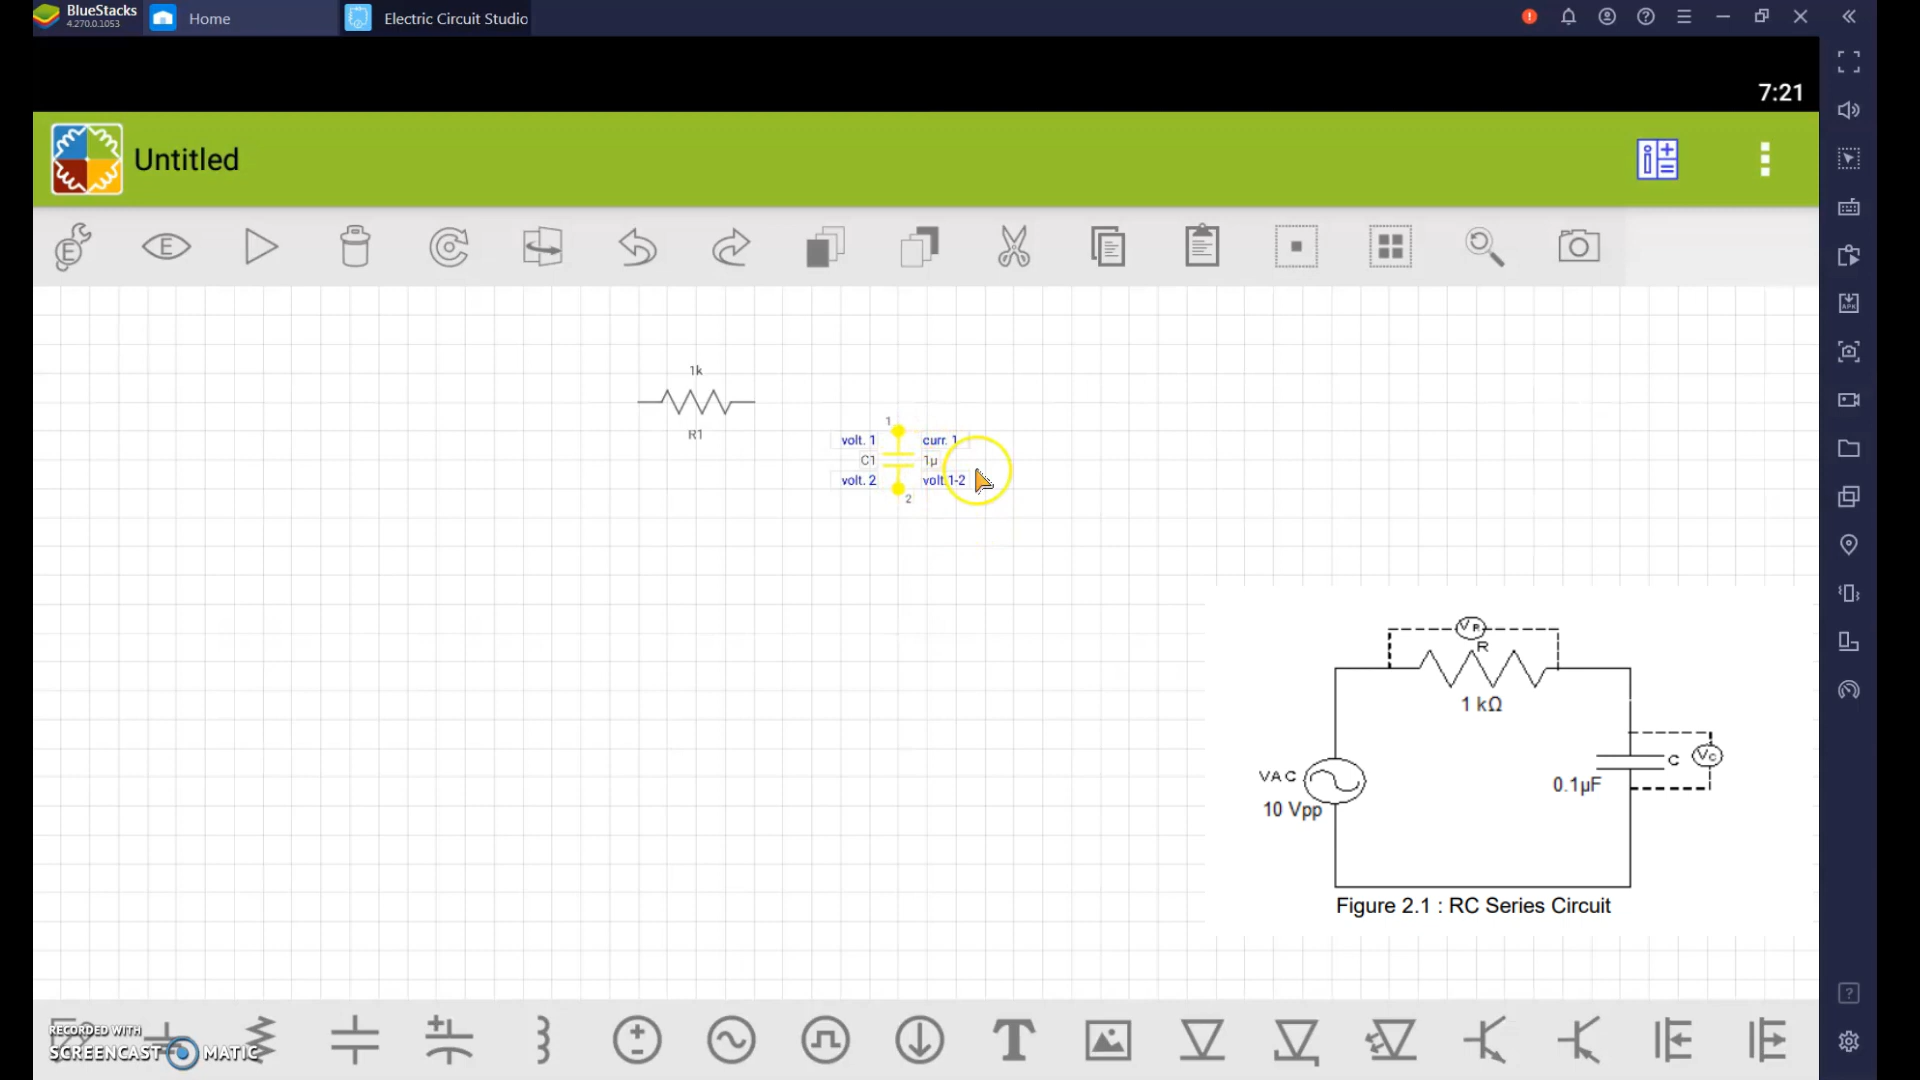 BlueStacks
4.270.0.1053
Home
Electric Circuit Studio
7:21
Untitled
1k
R1
1
volt. 1
curr. 1
C1
1µ
volt. 2
volt.1-2
2
VR
R
1 kΩ
VAC
10 Vpp
C
VC
0.1µF
Figure 2.1 : RC Series Circuit
RECORDED WITH
SCREENCAST MATIC